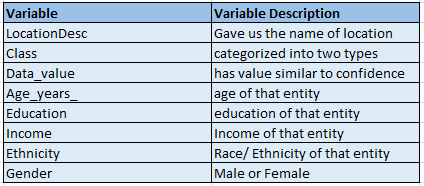 Variable Variable Description
LocationDesc Gave us the name of location
Class categorized into two types
Data_value has value similar to confidence
Age_years_ age of that entity
Education education of that entity
Income Income of that entity
Ethnicity Race/ Ethnicity of that entity
Gender Male or Female